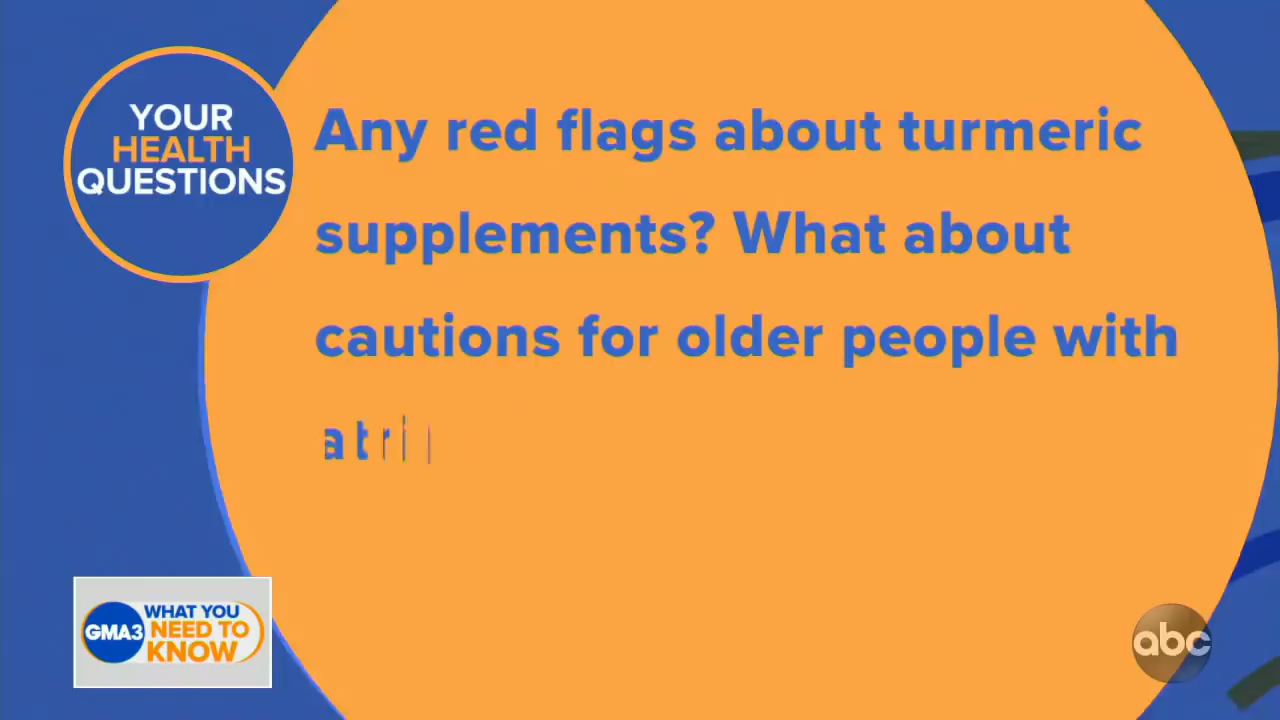 YOUR
HEALTH
QUESTIONS
Any red flags about turmeric
supplements? What about
cautions for older people with
atri
GMA3
WHAT YOU
NEED TO
KNOW
abc